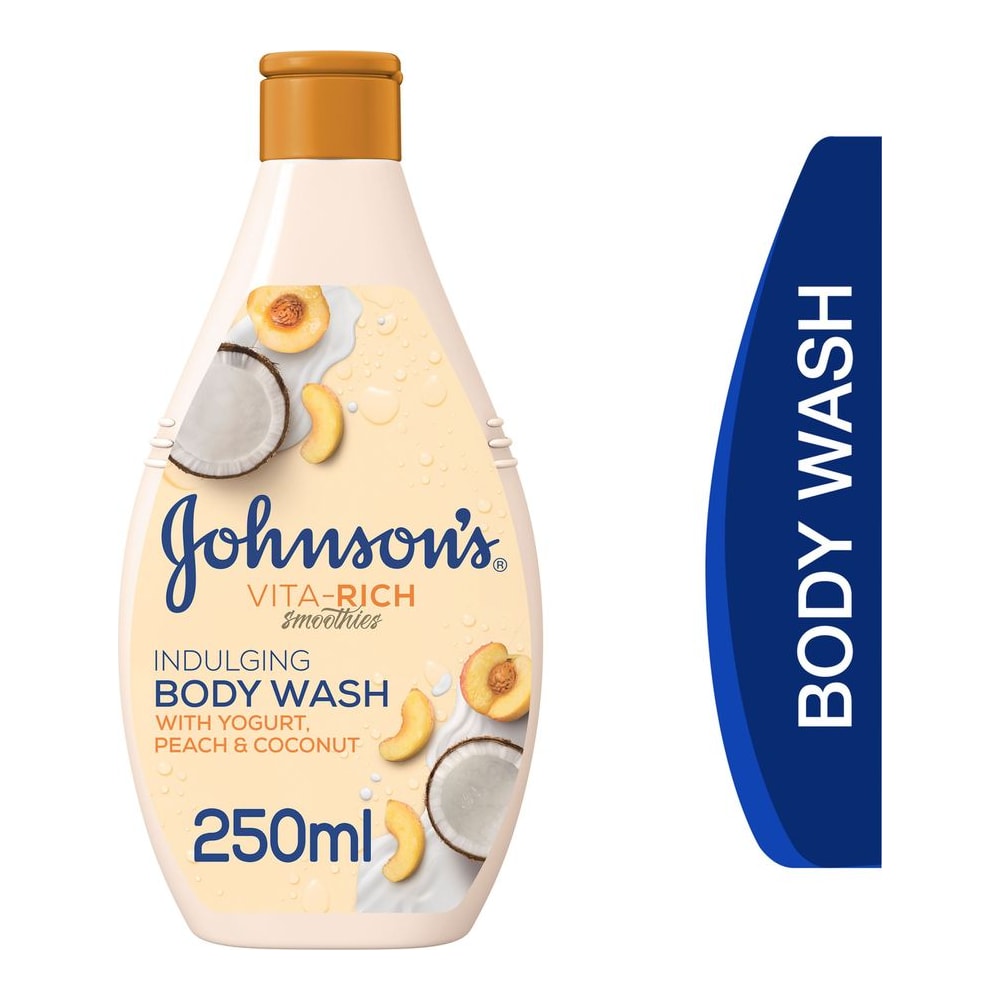 Johnson's®
VITA-RICH
smoothies
INDULGING
BODY WASH
WITH YOGURT,
PEACH & COCONUT
250ml
BODY WASH